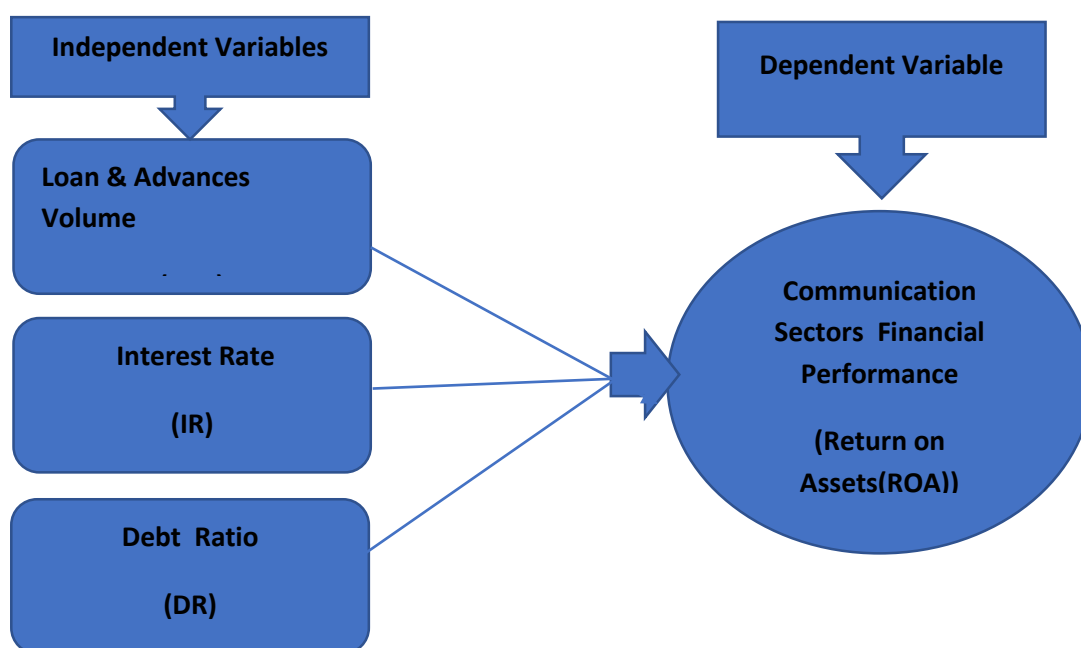 Independent Variables
Dependent Variable
Loan & Advances
Volume
Interest Rate
(IR)
Debt  Ratio
(DR)
Communication
Sectors  Financial
Performance
(Return on
Assets(ROA))